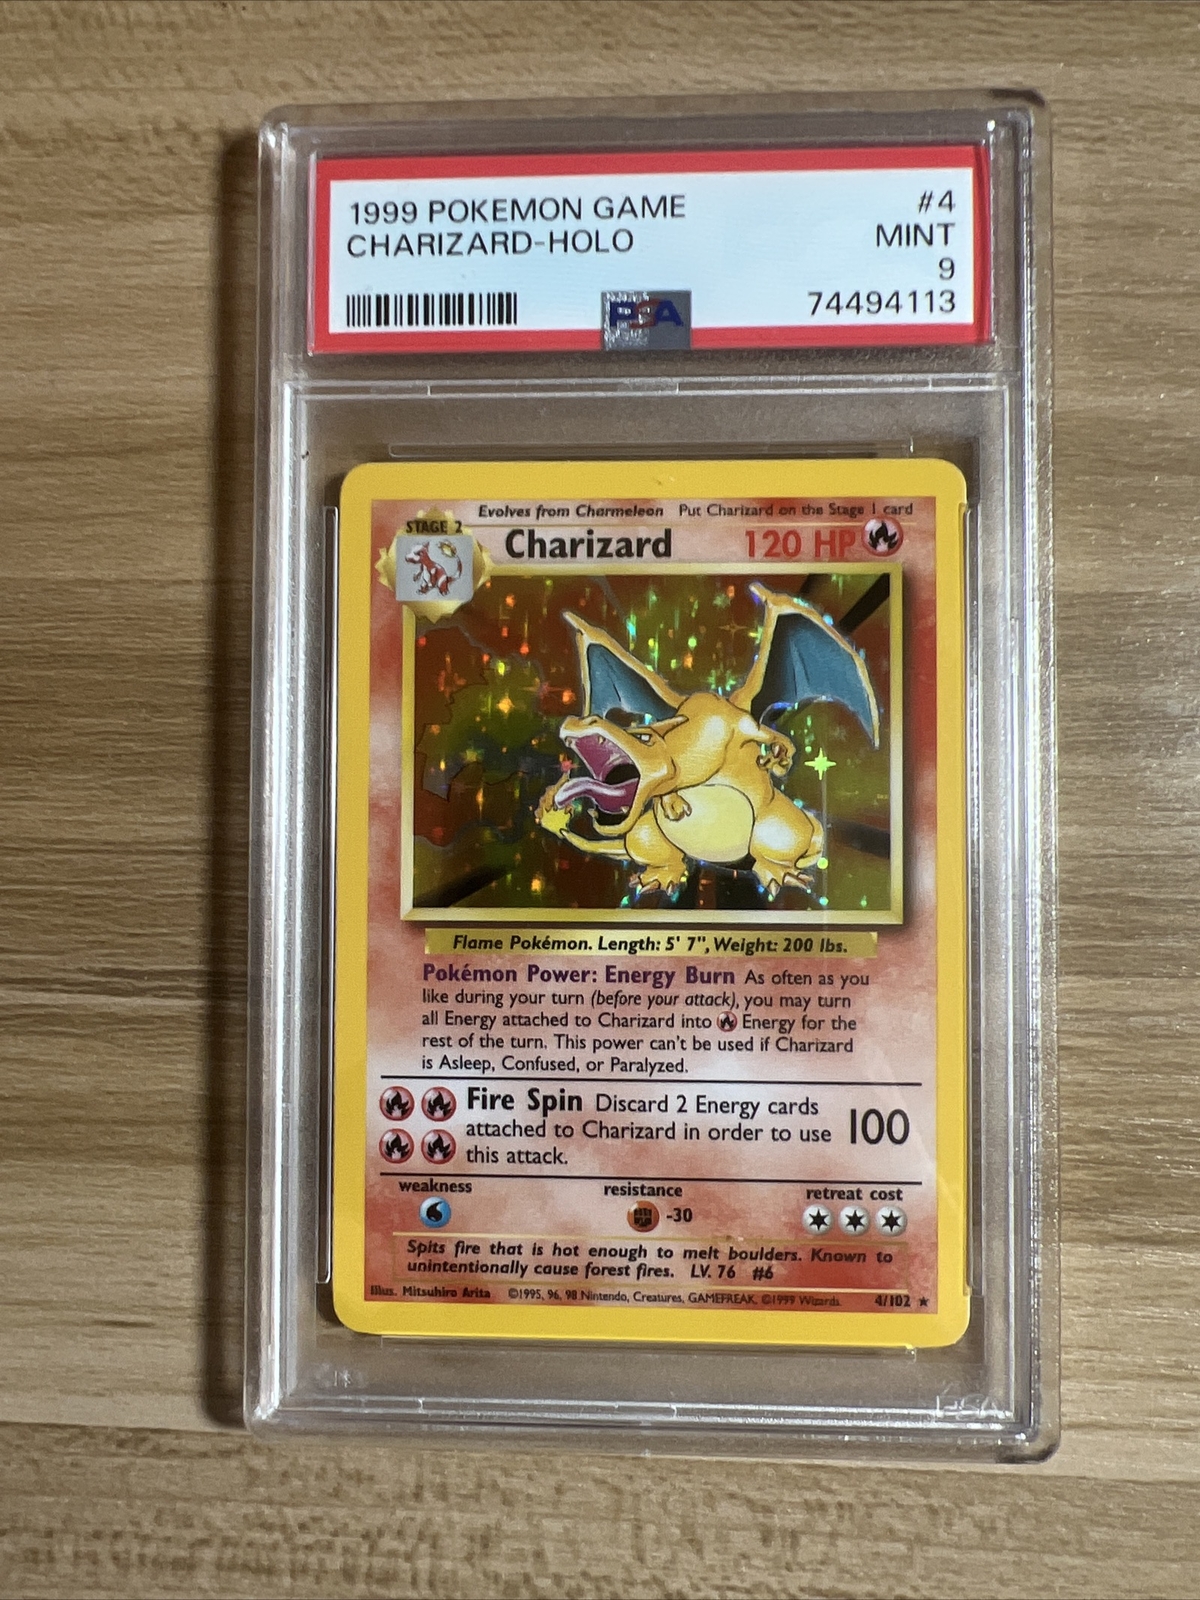 1999 POKEMON GAME #4
CHARIZARD-HOLO MINT
9
PSA 74494113
Evolves from Charmeleon Put Charizard on the Stage 1 card
STAGE 2
Charizard 120 HP
Flame Pokémon. Length: 5' 7", Weight: 200 lbs.
Pokémon Power: Energy Burn As often as you
like during your turn (before your attack), you may turn
all Energy attached to Charizard into Energy for the
rest of the turn. This power can't be used if Charizard
is Asleep, Confused, or Paralyzed.
Fire Spin Discard 2 Energy cards
attached to Charizard in order to use 100
this attack.
weakness resistance retreat cost
-30
Spits fire that is hot enough to melt boulders. Known to
unintentionally cause forest fires. LV. 76 #6
Illus. Mitsuhiro Arita ©1995, 96, 98 Nintendo, Creatures, GAMEFREAK. ©1999 Wizards. 4/102 ★
PSA